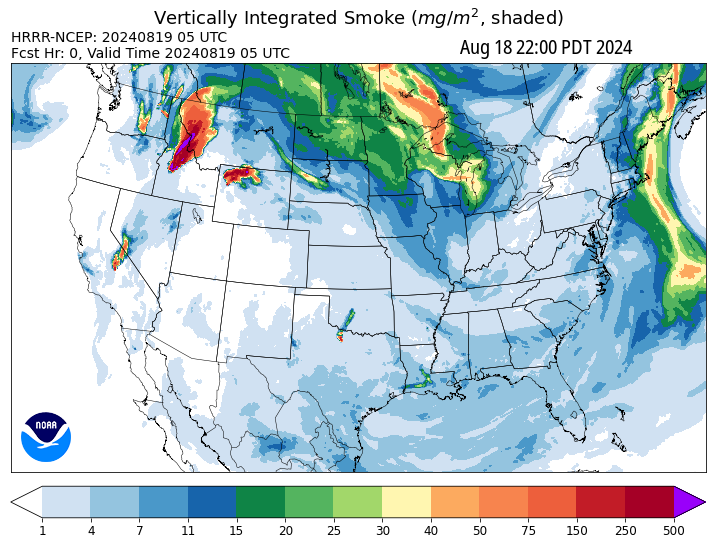 Vertically Integrated Smoke (mg/m², shaded)
HRRR-NCEP: 20240819 05 UTC
Fcst Hr: 0, Valid Time 20240819 05 UTC
Aug 18 22:00 PDT 2024
NOAA
1 4 7 11 15 20 25 30 40 50 75 150 250 500